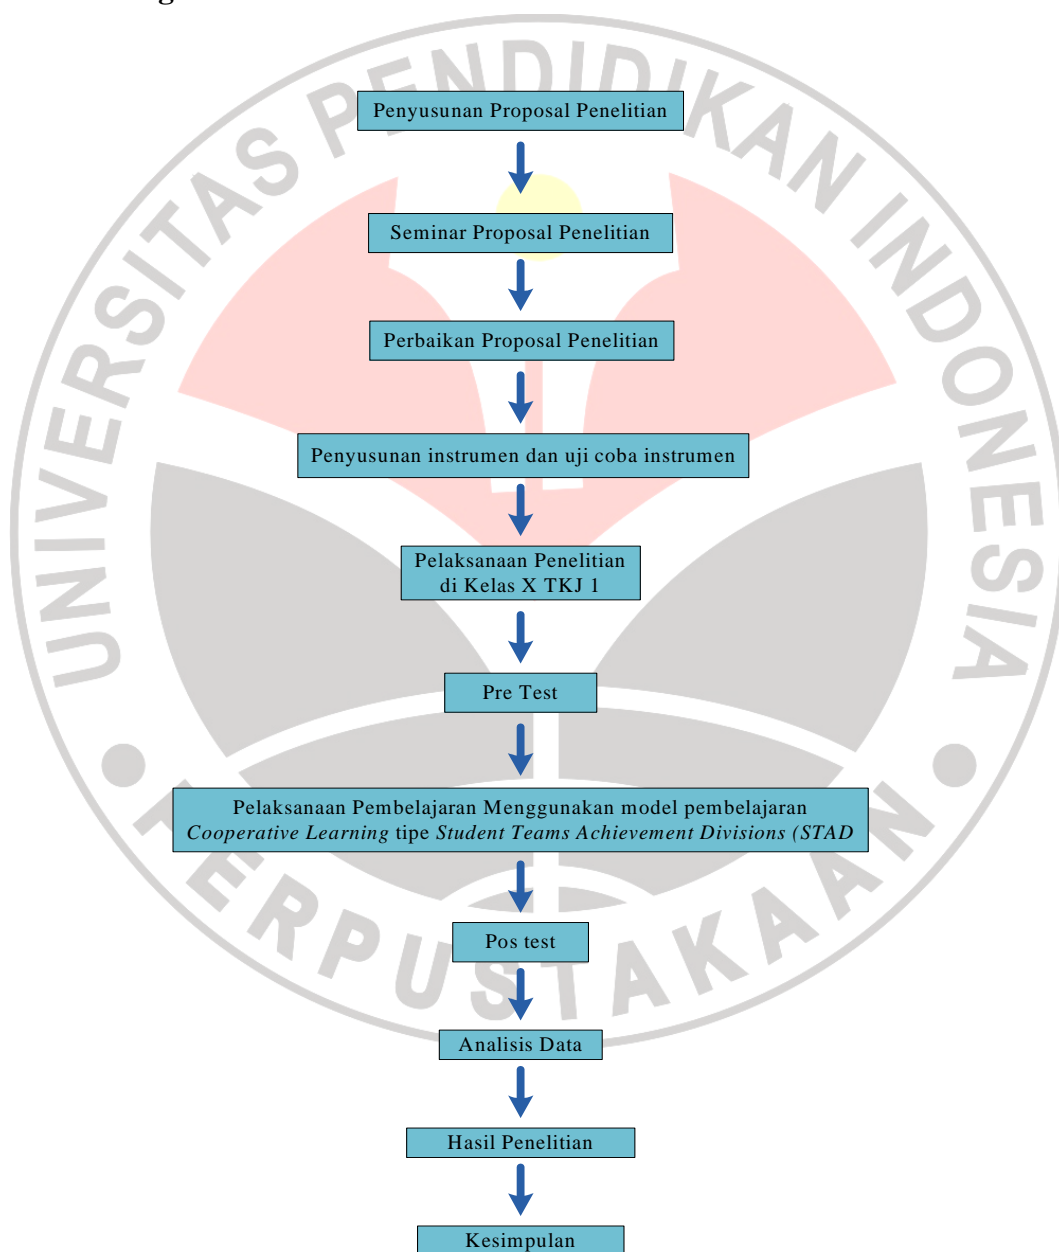 UNIVERSITAS PENDIDIKAN INDONESIA
Penyusunan Proposal Penelitian
Seminar Proposal Penelitian
Perbaikan Proposal Penelitian
Penyusunan instrumen dan uji coba instrumen
Pelaksanaan Penelitian
di Kelas X TKJ 1
Pre Test
Pelaksanaan Pembelajaran Menggunakan model pembelajaran
Cooperative Learning tipe Student Teams Achievement Divisions (STAD
Pos test
PERPUSTAKAAN
Analisis Data
Hasil Penelitian
Kesimpulan